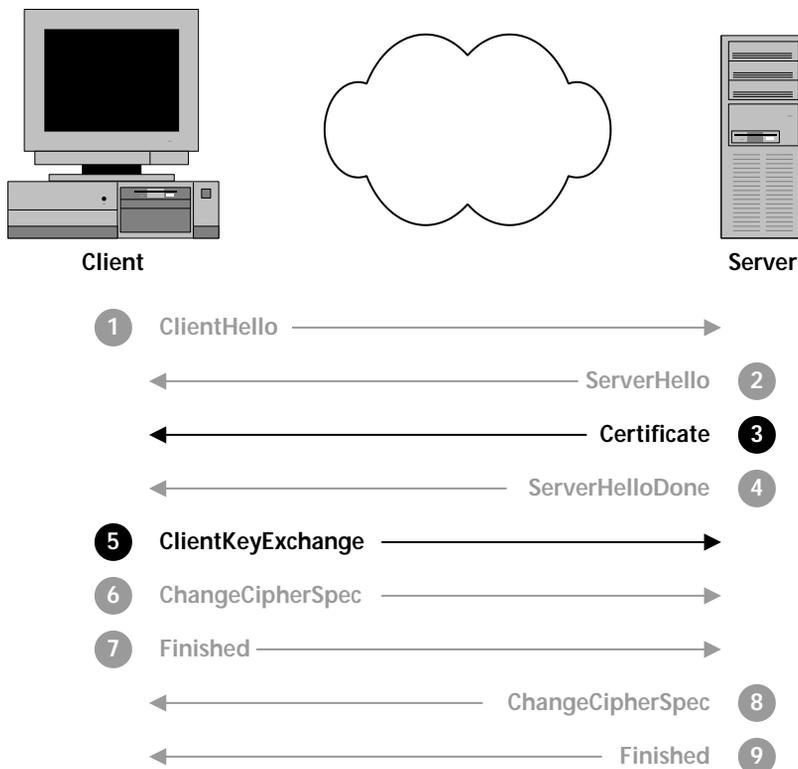 Client
Server
1 ClientHello
ServerHello 2
Certificate 3
ServerHelloDone 4
5 ClientKeyExchange
6 ChangeCipherSpec
7 Finished
ChangeCipherSpec 8
Finished 9